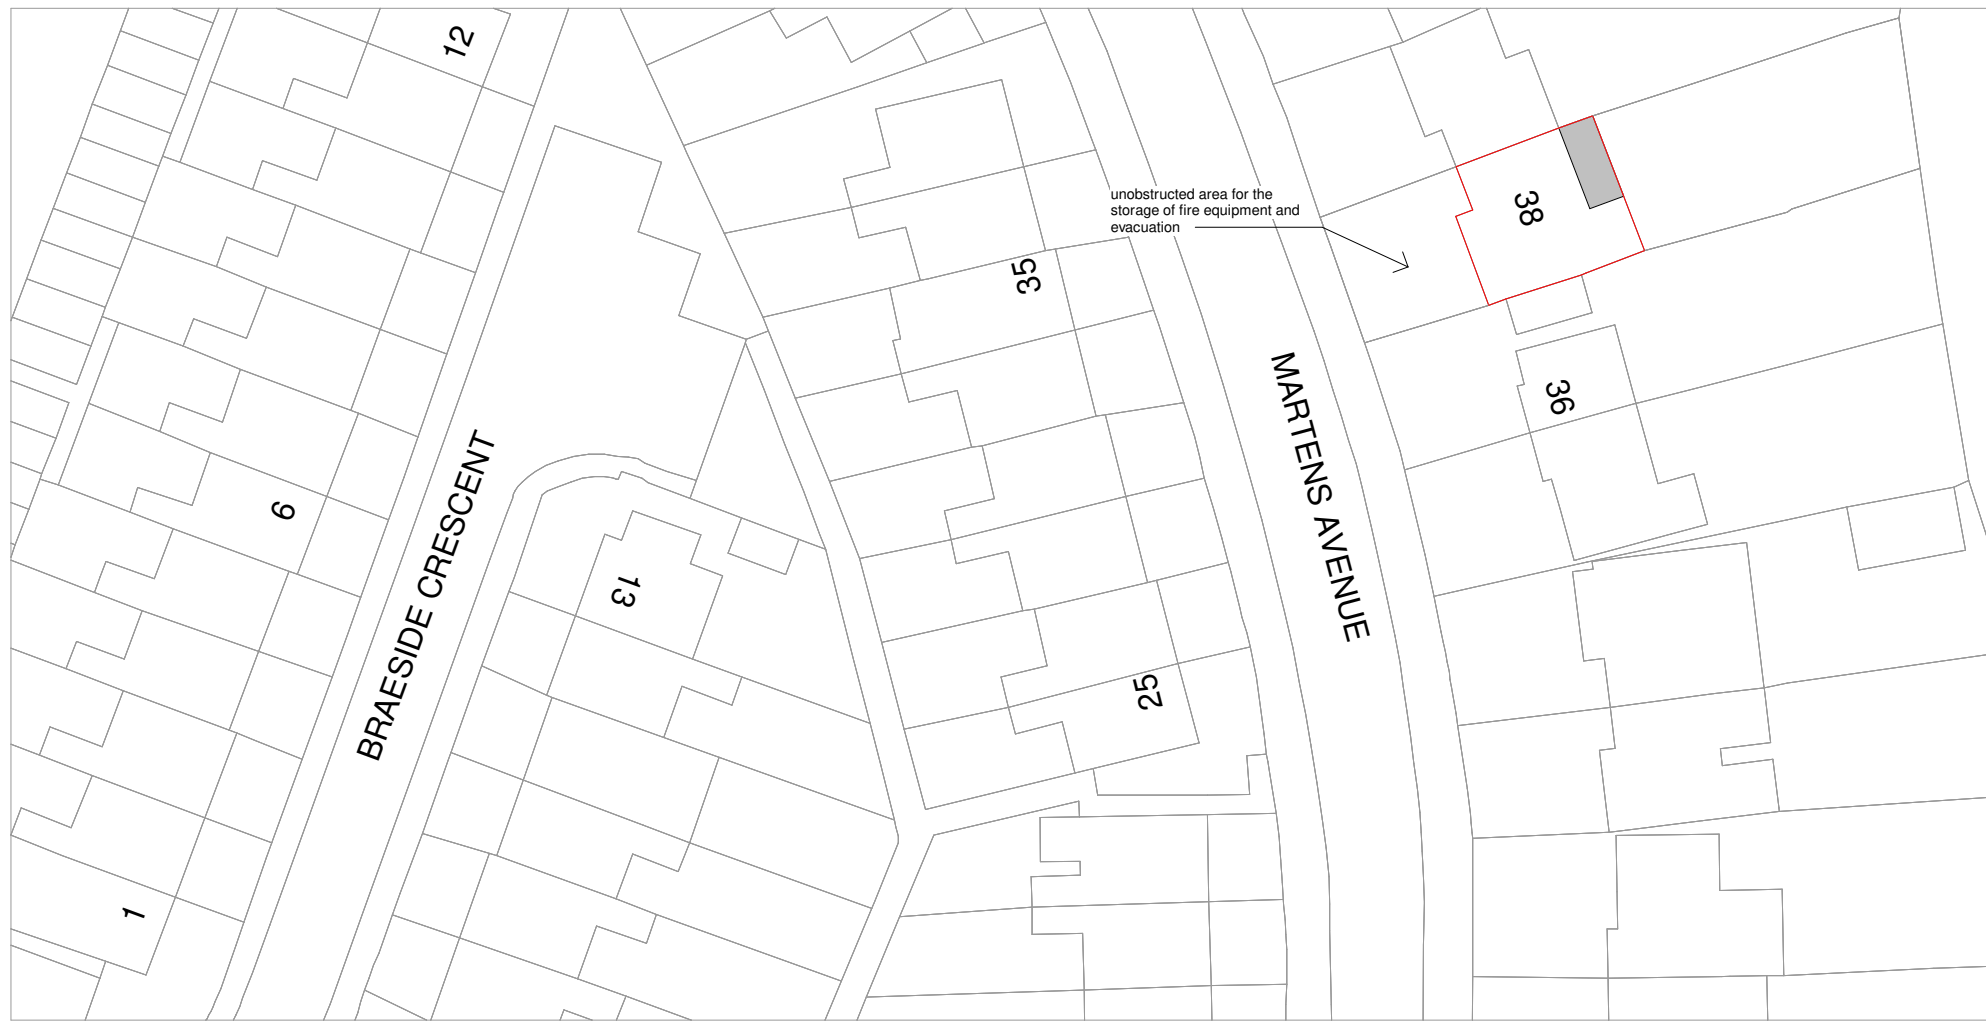 12
38
unobstructed area for the
storage of fire equipment and
evacuation
35
36
MARTENS AVENUE
6
BRAESIDE CRESCENT
13
25
1